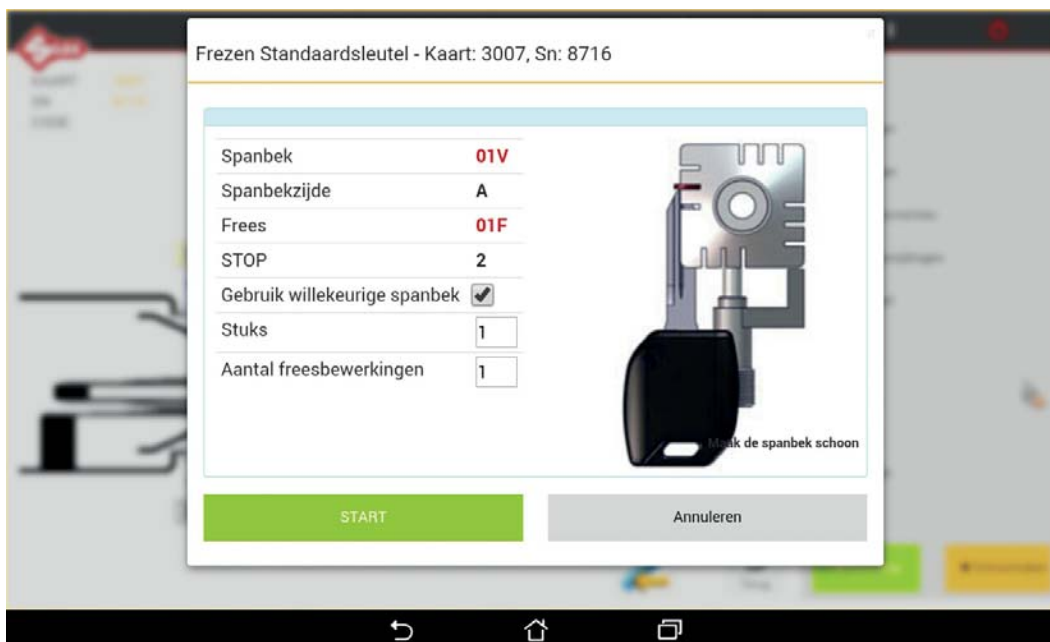 Frezen Standaardsleutel - Kaart: 3007, Sn: 8716
Spanbek 01V
Spanbekzijde A
Frees 01F
STOP 2
Gebruik willekeurige spanbek
Stuks 1
Aantal freesbewerkingen 1
Maak de spanbek schoon
START Annuleren